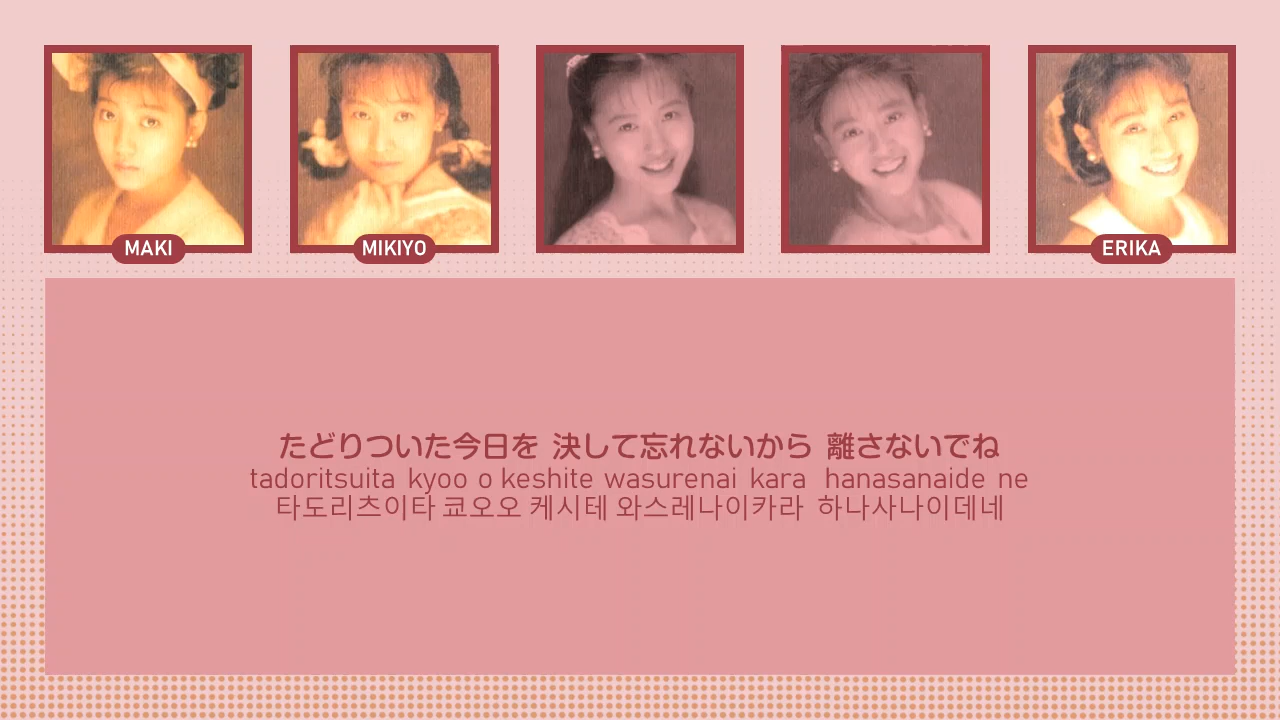 MAKI
MIKIYO
ERIKA
たどりついた今日を 決して忘れないから 離さないでね
tadoritsuita kyoo o keshite wasurenai kara hanasanaide ne
타도리츠이타 쿄오오 케시테 와스레나이카라 하나사나이데네